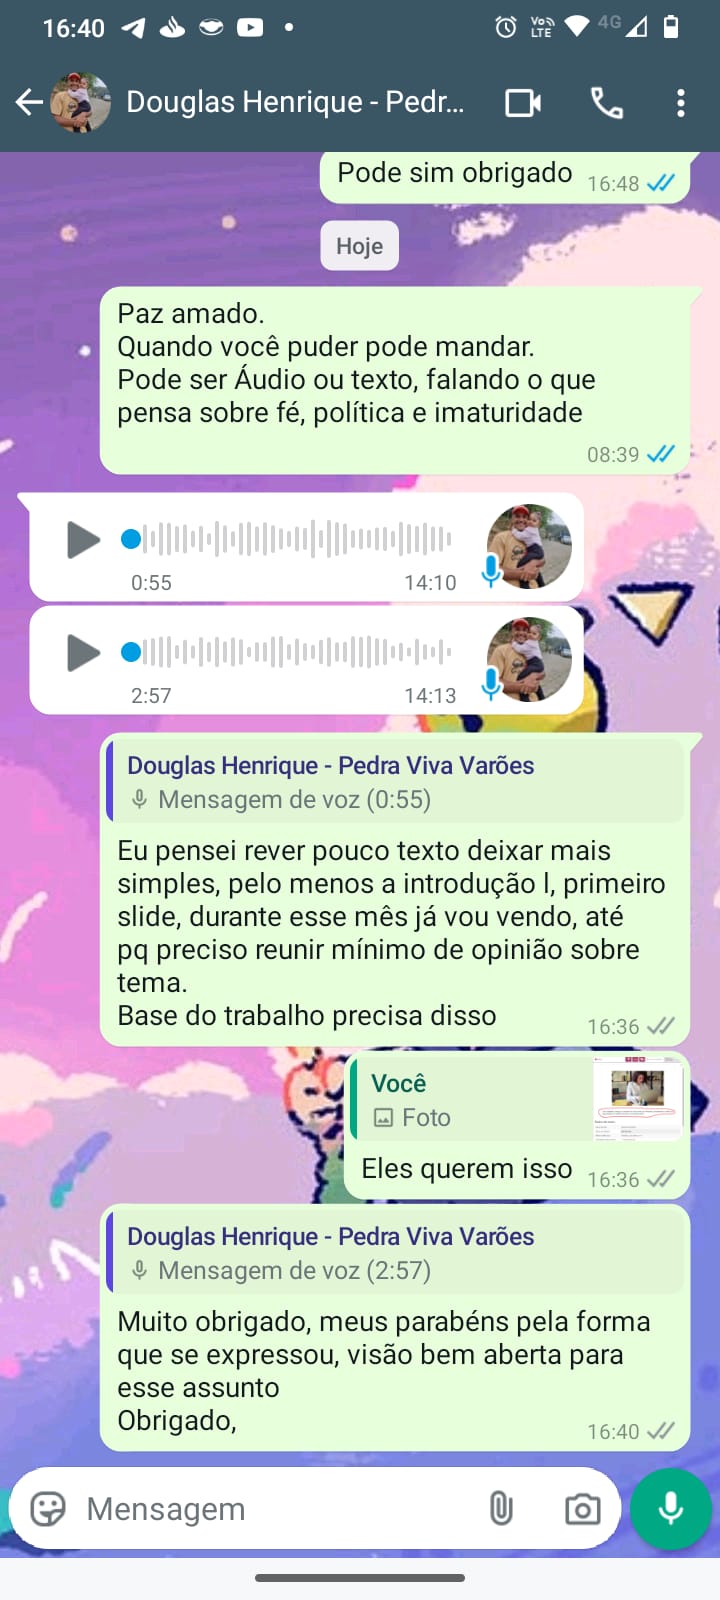 16:40
Vo))
LTE
4G
Douglas Henrique - Pedr...
Pode sim obrigado 16:48
Hoje
Paz amado.
Quando você puder pode mandar.
Pode ser Áudio ou texto, falando o que
pensa sobre fé, política e imaturidade
08:39
0:55 14:10
2:57 14:13
Douglas Henrique - Pedra Viva Varões
Mensagem de voz (0:55)
Eu pensei rever pouco texto deixar mais
simples, pelo menos a introdução l, primeiro
slide, durante esse mês já vou vendo, até
pq preciso reunir mínimo de opinião sobre
tema.
Base do trabalho precisa disso 16:36
Você
Foto
Eles querem isso 16:36
Douglas Henrique - Pedra Viva Varões
Mensagem de voz (2:57)
Muito obrigado, meus parabéns pela forma
que se expressou, visão bem aberta para
esse assunto
Obrigado,
16:40
Mensagem